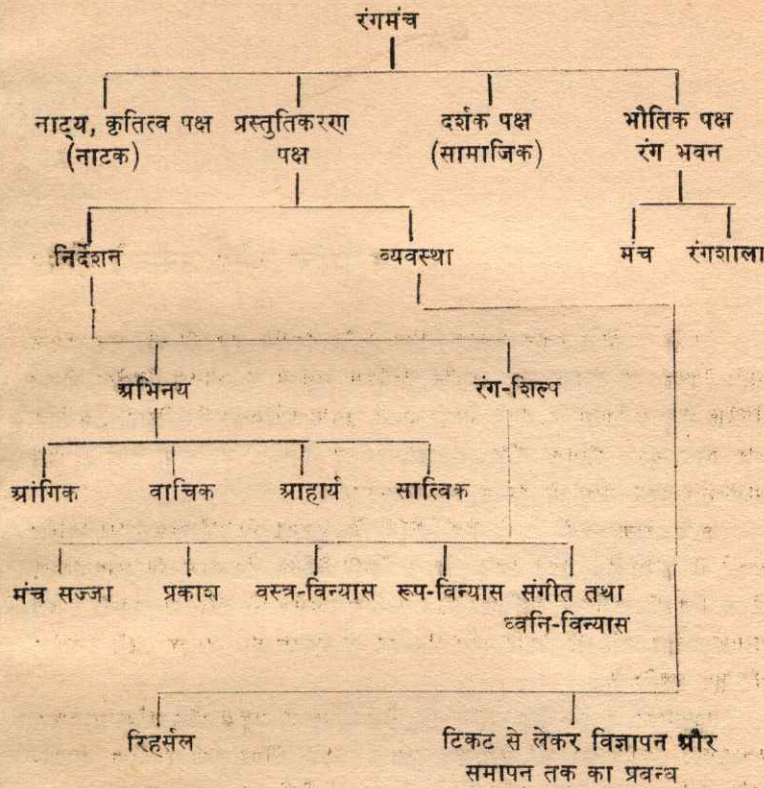 रंगमंच
नाट्य, कृतित्व पक्ष प्रस्तुतिकरण दर्शक पक्ष भौतिक पक्ष
(नाटक) पक्ष (सामाजिक) रंग भवन
निर्देशन व्यवस्था मंच रंगशाला
अभिनय रंग-शिल्प
आंगिक वाचिक आहार्य सात्विक
मंच सज्जा प्रकाश वस्त्र-विन्यास रूप-विन्यास संगीत तथा
ध्वनि-विन्यास
रिहर्सल टिकट से लेकर विज्ञापन और
समापन तक का प्रबन्ध